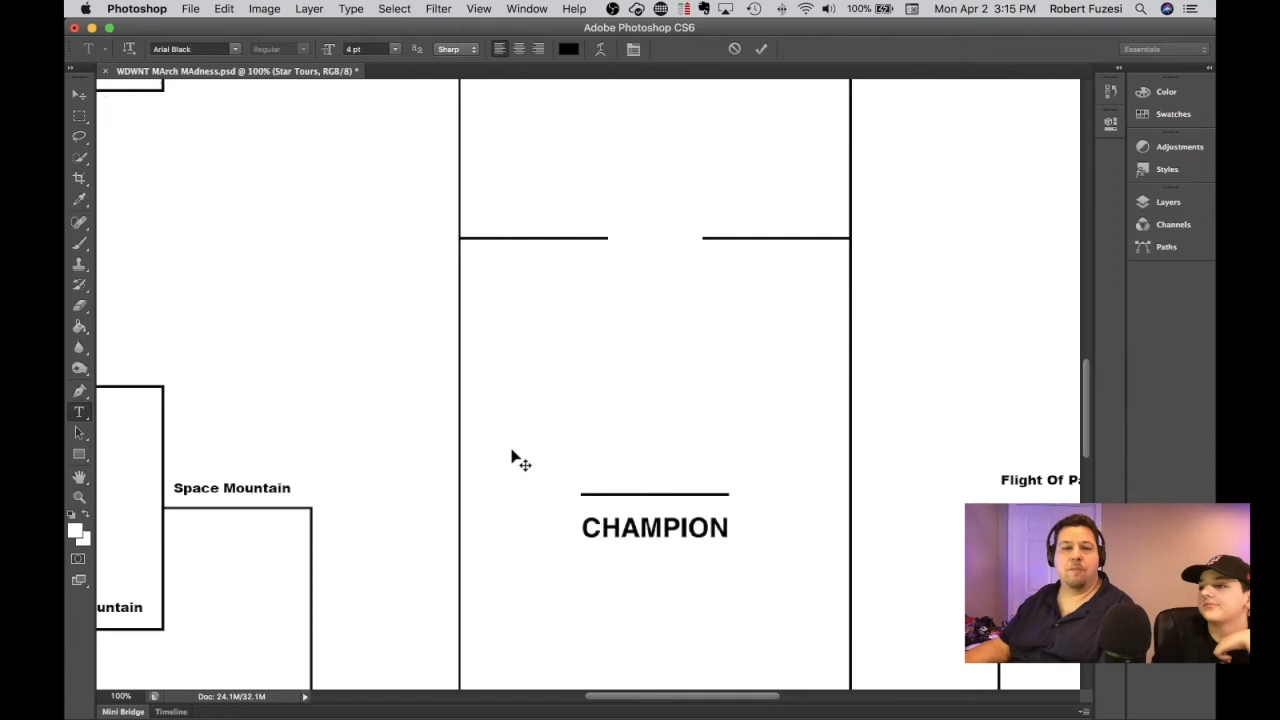 Photoshop File Edit Image Layer Type Select Filter View Window Help 100% Mon Apr 2 3:15 PM Robert Fuzesi
Adobe Photoshop CS6
T Arial Black Regular 4 pt Sharp Essentials
× WDWNT MArch MAdness.psd @ 100% (Star Tours, RGB/8) *
Color
Swatches
Adjustments
Styles
Layers
Channels
Paths
Space Mountain
Flight Of Pa
CHAMPION
untain
100% Doc: 24.1M/32.1M
Mini Bridge Timeline